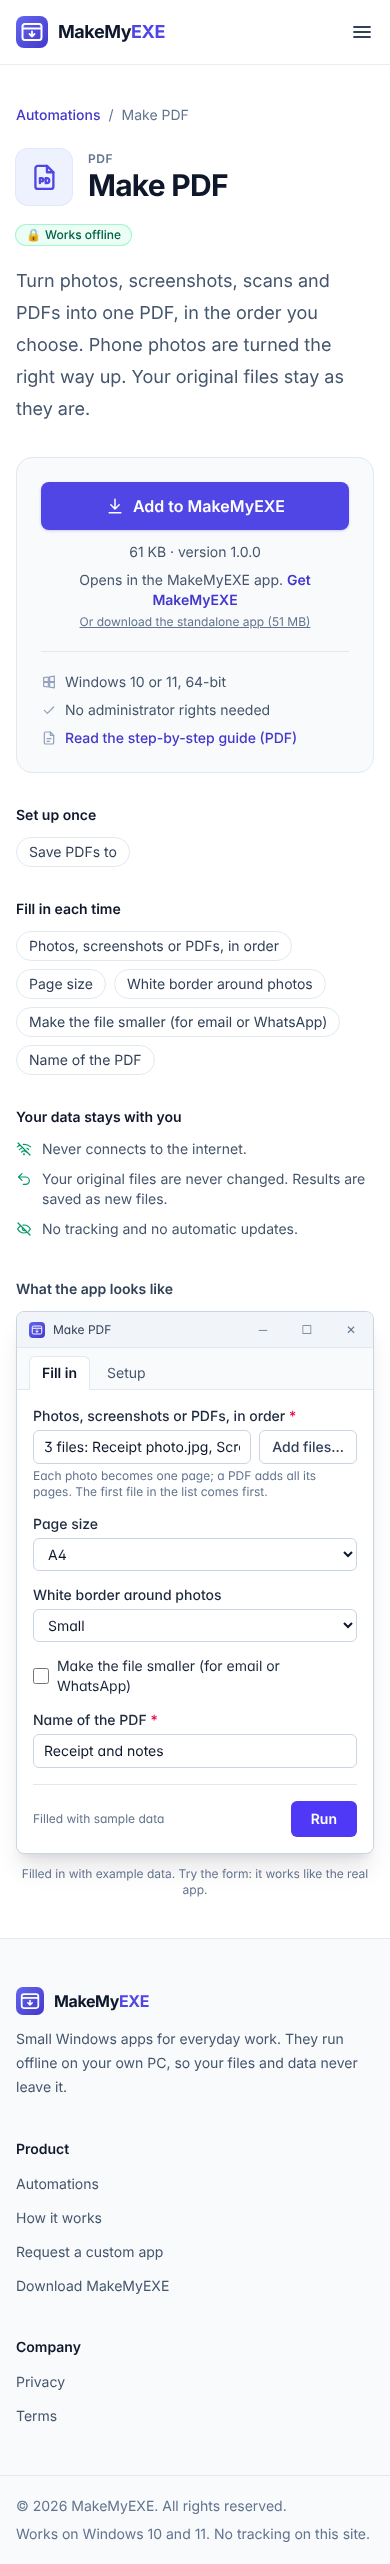 MakeMyEXE
Automations / Make PDF
PD
PDF
Make PDF
🔒 Works offline
Turn photos, screenshots, scans and
PDFs into one PDF, in the order you
choose. Phone photos are turned the
right way up. Your original files stay as
they are.
Add to MakeMyEXE
61 KB · version 1.0.0
Opens in the MakeMyEXE app. Get
MakeMyEXE
Or download the standalone app (51 MB)
Windows 10 or 11, 64-bit
No administrator rights needed
Read the step-by-step guide (PDF)
Set up once
Save PDFs to
Fill in each time
Photos, screenshots or PDFs, in order
Page size
White border around photos
Make the file smaller (for email or WhatsApp)
Name of the PDF
Your data stays with you
Never connects to the internet.
Your original files are never changed. Results are
saved as new files.
No tracking and no automatic updates.
What the app looks like
Make PDF
Fill in
Setup
Photos, screenshots or PDFs, in order *
3 files: Receipt photo.jpg, Scre
Add files...
Each photo becomes one page; a PDF adds all its
pages. The first file in the list comes first.
Page size
A4
White border around photos
Small
Make the file smaller (for email or
WhatsApp)
Name of the PDF *
Receipt and notes
Filled with sample data
Run
Filled in with example data. Try the form: it works like the real
app.
MakeMyEXE
Small Windows apps for everyday work. They run
offline on your own PC, so your files and data never
leave it.
Product
Automations
How it works
Request a custom app
Download MakeMyEXE
Company
Privacy
Terms
© 2026 MakeMyEXE. All rights reserved.
Works on Windows 10 and 11. No tracking on this site.